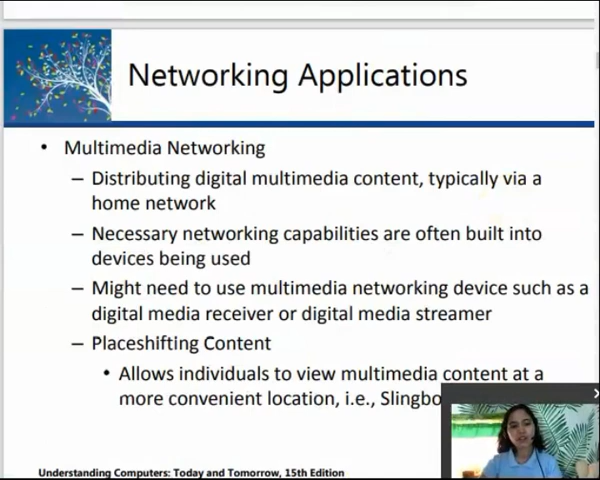 Networking Applications
• Multimedia Networking
– Distributing digital multimedia content, typically via a
home network
– Necessary networking capabilities are often built into
devices being used
– Might need to use multimedia networking device such as a
digital media receiver or digital media streamer
– Placeshifting Content
• Allows individuals to view multimedia content at a
more convenient location, i.e.,
Understanding Computers: Today and Tomorrow, 15th Edition